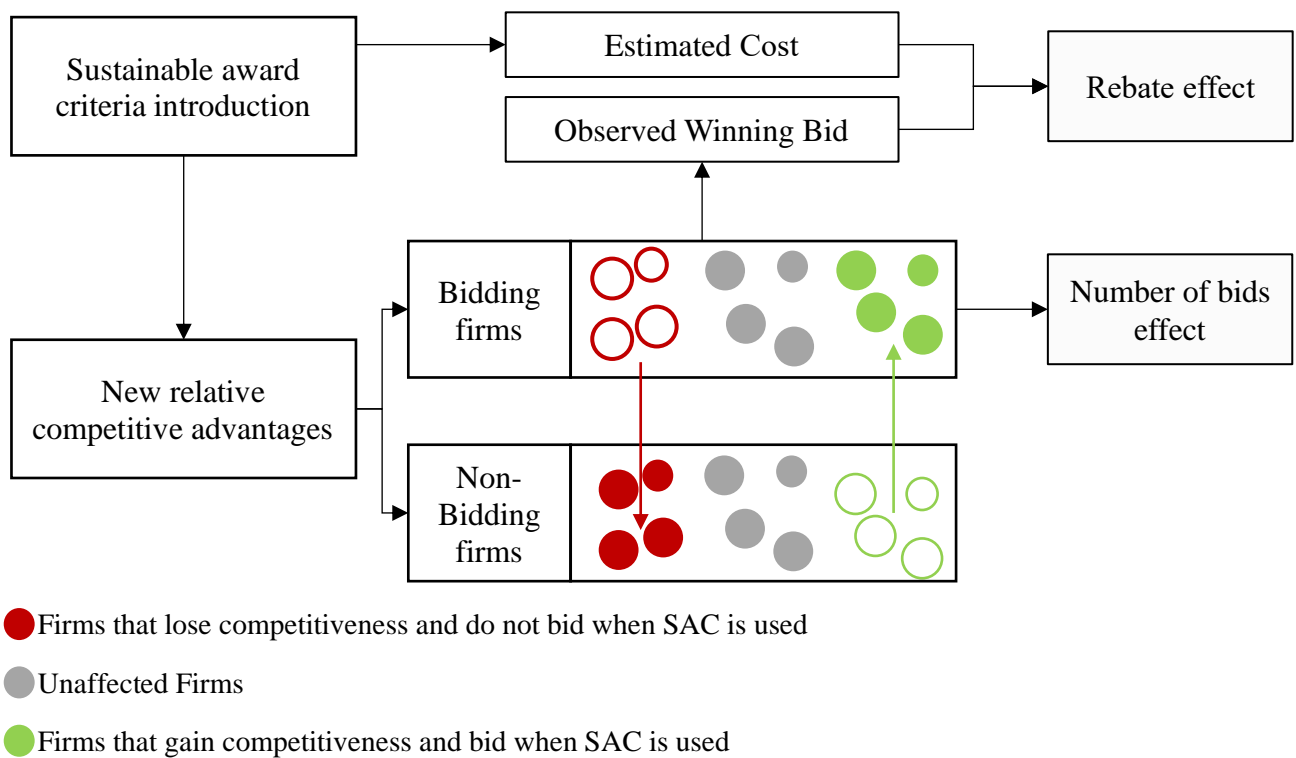 Sustainable award
criteria introduction
Estimated Cost
Observed Winning Bid
Rebate effect
New relative
competitive advantages
Bidding
firms
Number of bids
effect
Non-
Bidding
firms
Firms that lose competitiveness and do not bid when SAC is used
Unaffected Firms
Firms that gain competitiveness and bid when SAC is used